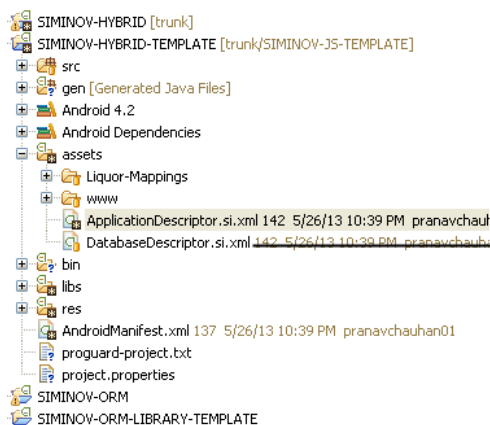 SIMINOV-HYBRID [trunk]
SIMINOV-HYBRID-TEMPLATE [trunk/SIMINOV-JS-TEMPLATE]
src
gen [Generated Java Files]
Android 4.2
Android Dependencies
assets
Liquor-Mappings
www
ApplicationDescriptor.si.xml 142 5/26/13 10:39 PM pranavchauh
DatabaseDescriptor.si.xml 142 5/26/13 10:39 PM pranavchauha
bin
libs
res
AndroidManifest.xml 137 5/26/13 10:39 PM pranavchauhan01
proguard-project.txt
project.properties
SIMINOV-ORM
SIMINOV-ORM-LIBRARY-TEMPLATE